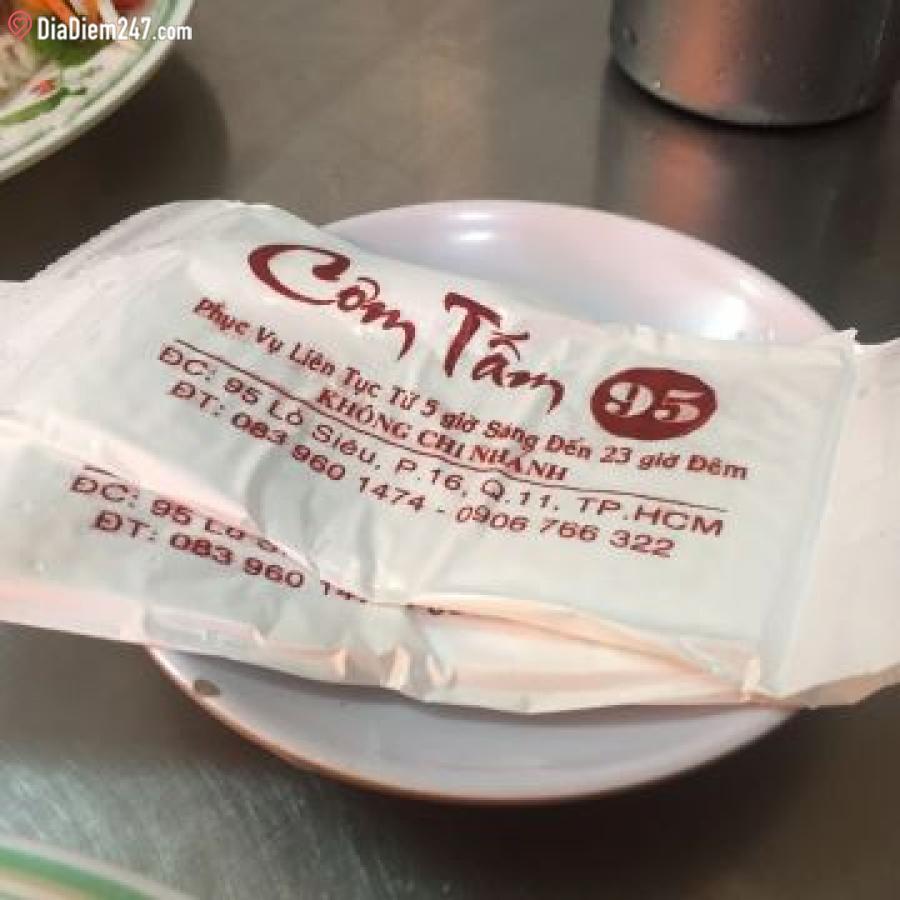 DiaDiem247.com
Cơm Tấm 95
Phục Vụ Liên Tục Từ 5 giờ Sáng Đến 23 giờ Đêm
KHÔNG CHI NHÁNH
ĐC: 95 Lò Siêu, P.16, Q.11, TP.HCM
ĐT: 083 960 1474 - 0906 766 322
ĐC: 95
ĐT: 083 960